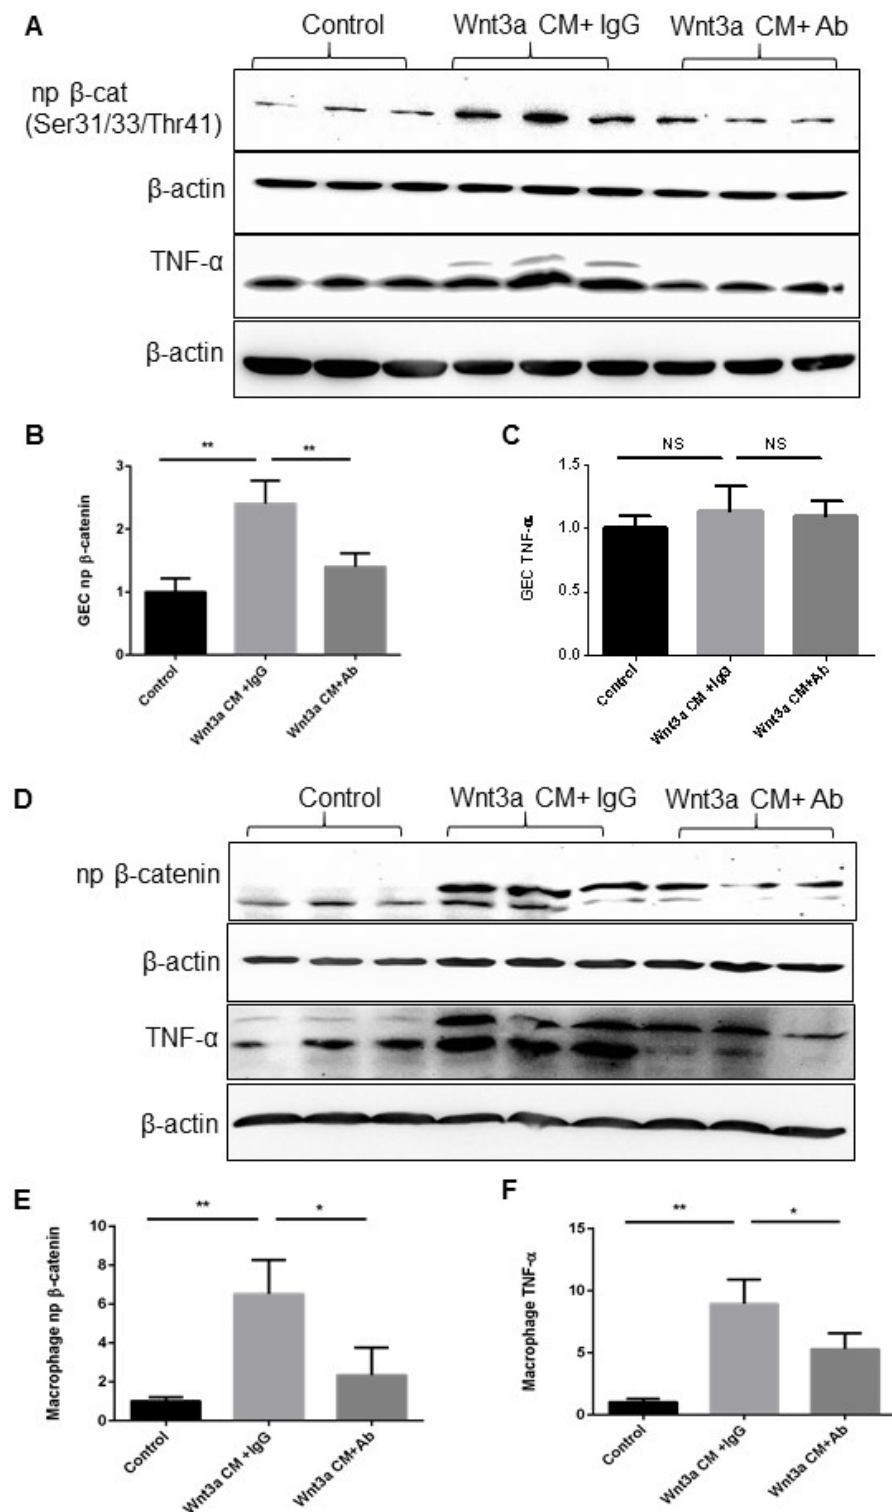 A
Control
Wnt3a CM+ IgG
Wnt3a CM+ Ab
np β-cat
(Ser31/33/Thr41)
β-actin
TNF-α
β-actin
B
**
**
3
2
1
0
GEC np β-catenin
Control
Wnt3a CM +IgG
Wnt3a CM+Ab
C
NS
NS
1.5
1.0
0.5
0.0
GEC TNF-α
Control
Wnt3a CM +IgG
Wnt3a CM+Ab
D
Control
Wnt3a CM+ IgG
Wnt3a CM+ Ab
np β-catenin
β-actin
TNF-α
β-actin
E
**
*
10
8
6
4
2
0
Macrophage np β-catenin
Control
Wnt3a CM +IgG
Wnt3a CM+Ab
F
**
*
15
10
5
0
Macrophage TNF-α
Control
Wnt3a CM +IgG
Wnt3a CM+Ab